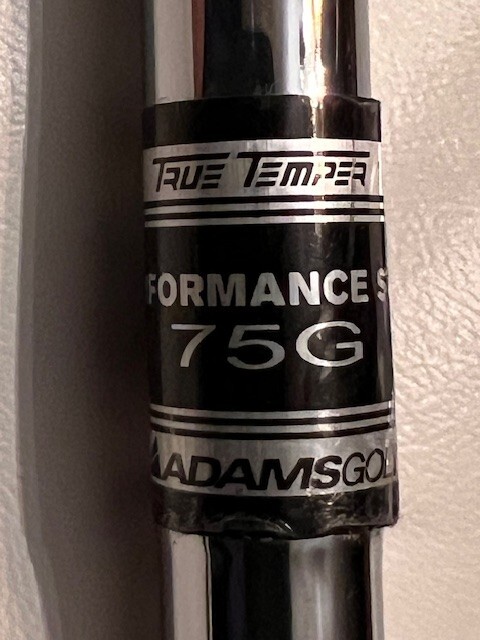 TRUE TEMPER
FORMANCE S
75G
ADAMSGOL